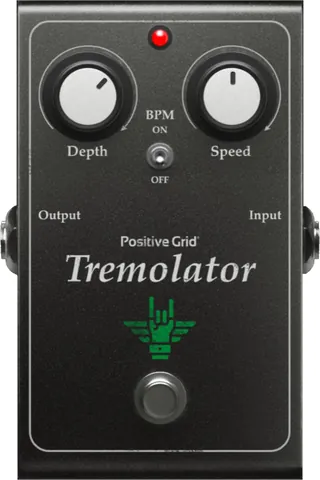 BPM
ON
Depth
Speed
OFF
Output
Input
Positive Grid®
Tremolator